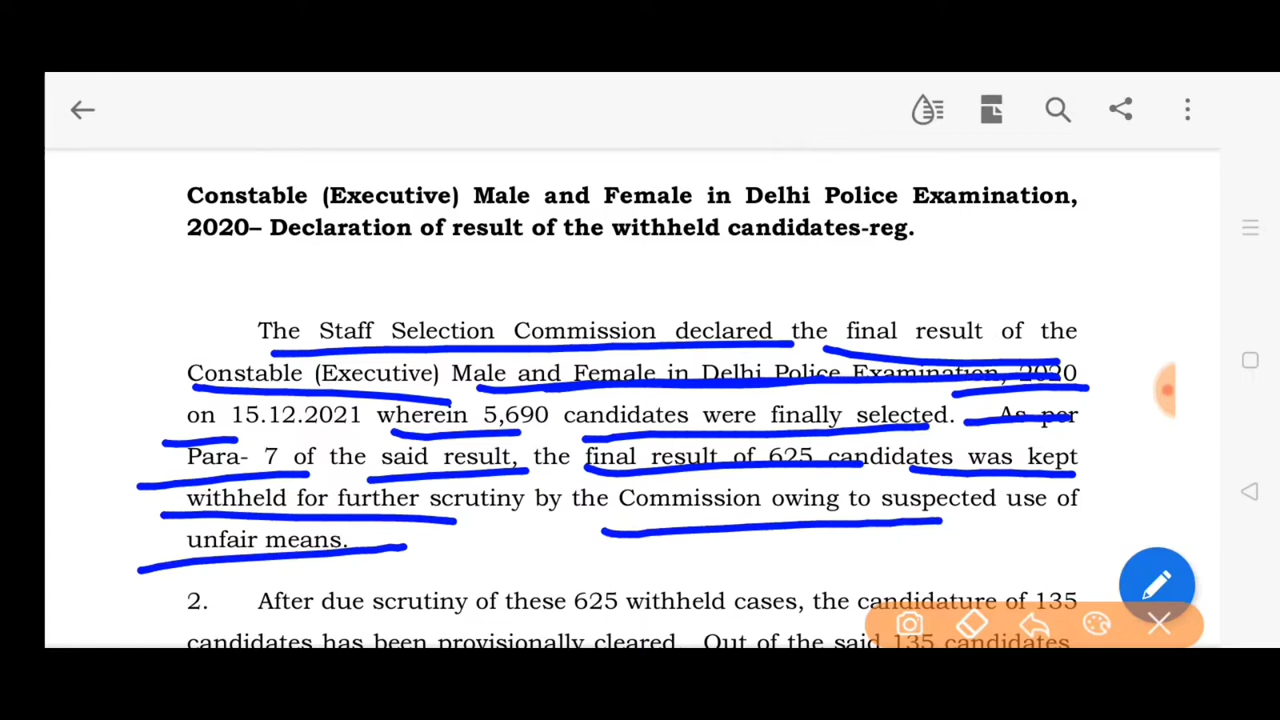 Constable (Executive) Male and Female in Delhi Police Examination,
2020– Declaration of result of the withheld candidates-reg.
The Staff Selection Commission declared the final result of the
Constable (Executive) Male and Female in Delhi Police Examination, 2020
on 15.12.2021 wherein 5,690 candidates were finally selected. As per
Para- 7 of the said result, the final result of 625 candidates was kept
withheld for further scrutiny by the Commission owing to suspected use of
unfair means.
2. After due scrutiny of these 625 withheld cases, the candidature of 135
candidates has been provisionally cleared. Out of the said 135 candidates,